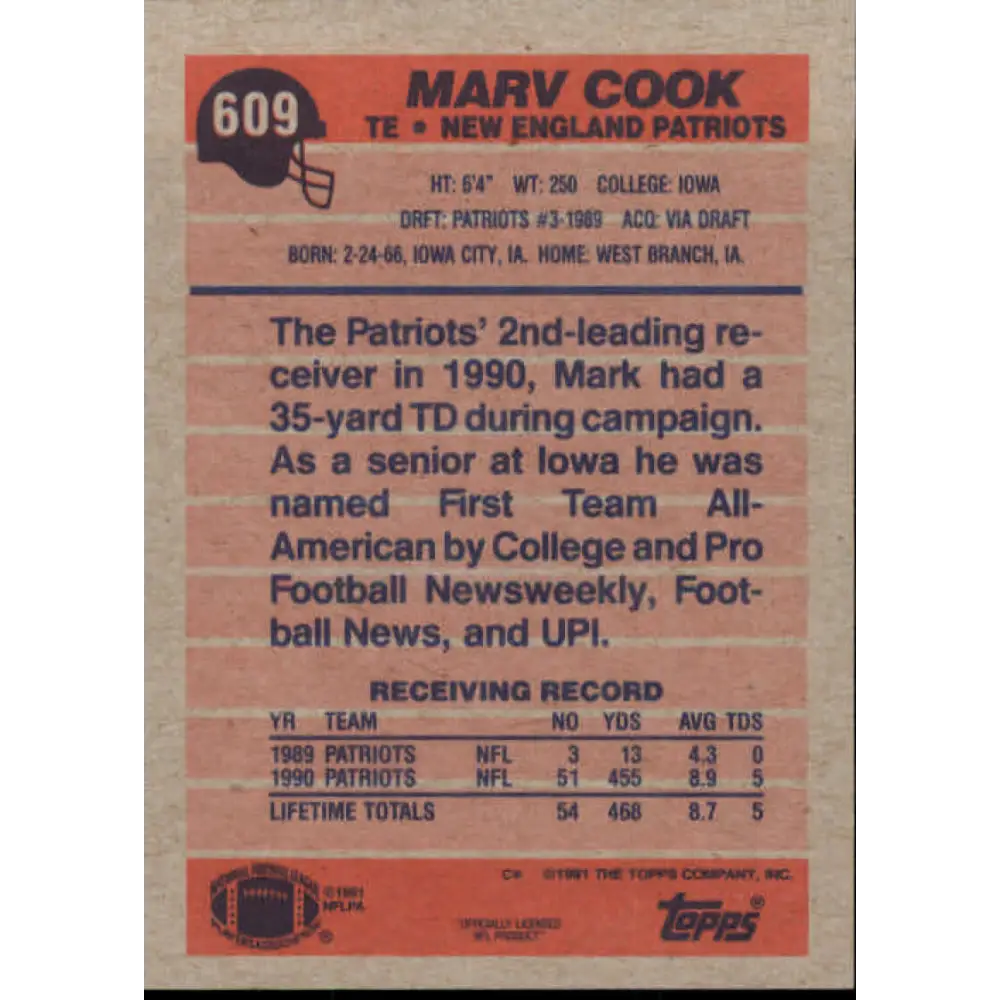 609
MARV COOK
TE • NEW ENGLAND PATRIOTS
HT: 6'4" WT: 250 COLLEGE: IOWA
DRFT: PATRIOTS #3-1989 ACQ: VIA DRAFT
BORN: 2-24-66, IOWA CITY, IA. HOME: WEST BRANCH, IA.
The Patriots' 2nd-leading re-
ceiver in 1990, Mark had a
35-yard TD during campaign.
As a senior at Iowa he was
named First Team All-
American by College and Pro
Football Newsweekly, Foot-
ball News, and UPI.
RECEIVING RECORD
YR TEAM NO YDS AVG TDS
1989 PATRIOTS NFL 3 13 4.3 0
1990 PATRIOTS NFL 51 455 8.9 5
LIFETIME TOTALS 54 468 8.7 5
C* ©1991 THE TOPPS COMPANY, INC.
©1991
NFLPA
OFFICIALLY LICENSED
NFL PRODUCT
TOPPS®